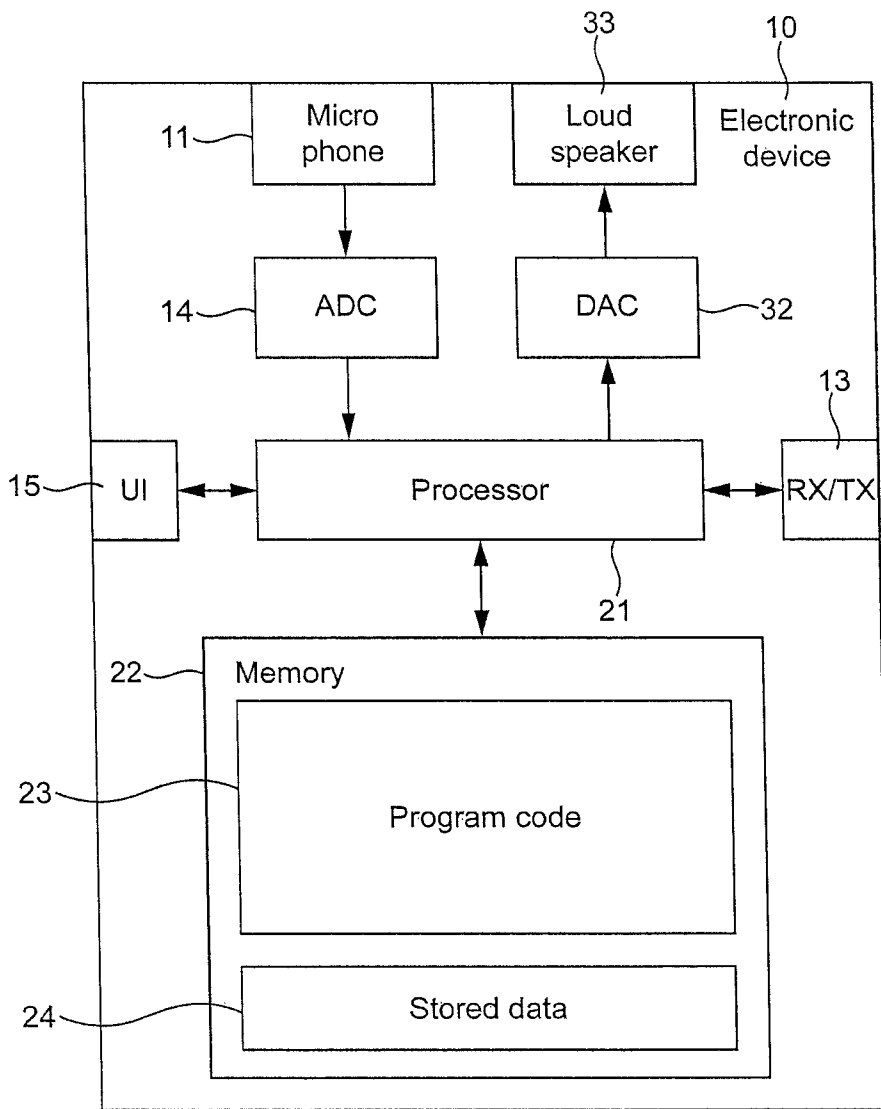 33
10
11
Micro
phone
Loud
speaker
Electronic
device
14
ADC
DAC
32
13
15
UI
Processor
RX/TX
21
22
Memory
23
Program code
24
Stored data